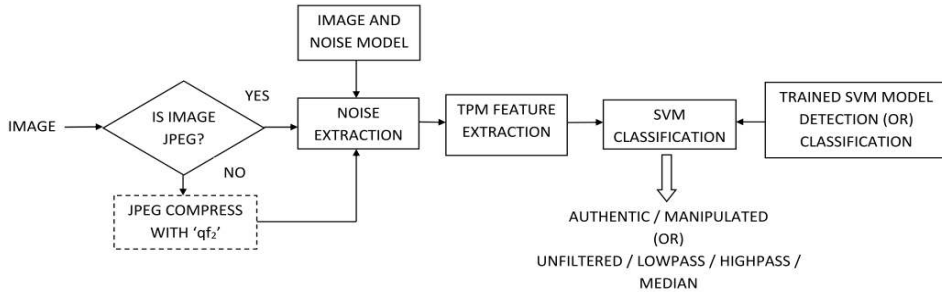 IMAGE AND
NOISE MODEL
IMAGE
IS IMAGE
JPEG?
YES
NO
JPEG COMPRESS
WITH ‘qf₂’
NOISE
EXTRACTION
TPM FEATURE
EXTRACTION
SVM
CLASSIFICATION
TRAINED SVM MODEL
DETECTION (OR)
CLASSIFICATION
AUTHENTIC / MANIPULATED
(OR)
UNFILTERED / LOWPASS / HIGHPASS /
MEDIAN